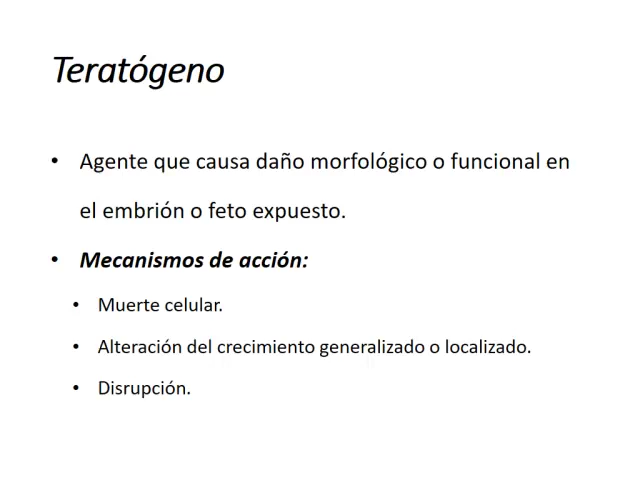 Teratógeno
• Agente que causa daño morfológico o funcional en
el embrión o feto expuesto.
• Mecanismos de acción:
• Muerte celular.
• Alteración del crecimiento generalizado o localizado.
• Disrupción.